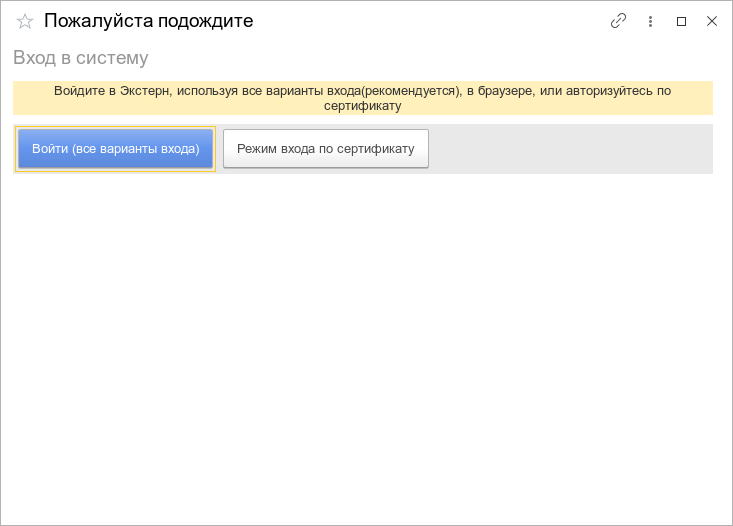 Пожалуйста подождите
Вход в систему
Войдите в Экстерн, используя все варианты входа(рекомендуется), в браузере, или авторизуйтесь по
сертификату
Войти (все варианты входа)
Режим входа по сертификату